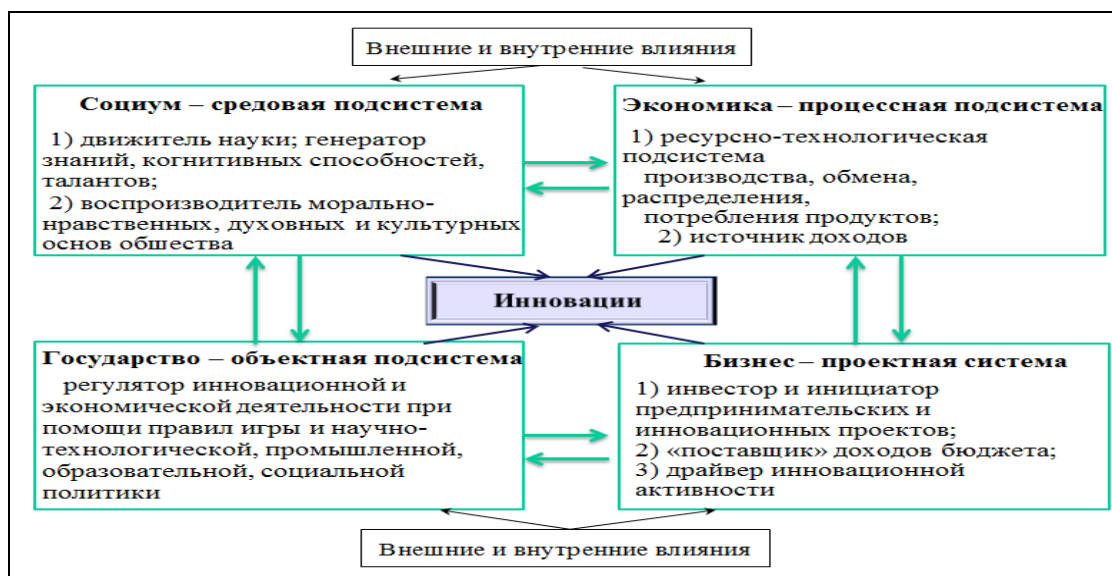 Внешние и внутренние влияния
Социум – средовая подсистема
1) движитель науки; генератор
знаний, когнитивных способностей,
талантов;
2) воспроизводитель морально-
нравственных, духовных и культурных
основ обшества
Экономика – процессная подсистема
1) ресурсно-технологическая
подсистема
производства, обмена,
распределения,
потребления продуктов;
2) источник доходов
Инновации
Государство – объектная подсистема
регулятор инновационной и
экономической деятельности при
помощи правил игры и научно-
технологической, промышленной,
образовательной, социальной
политики
Бизнес – проектная система
1) инвестор и инициатор
предпринимательских и
инновационных проектов;
2) «поставщик» доходов бюджета;
3) драйвер инновационной
активности
Внешние и внутренние влияния